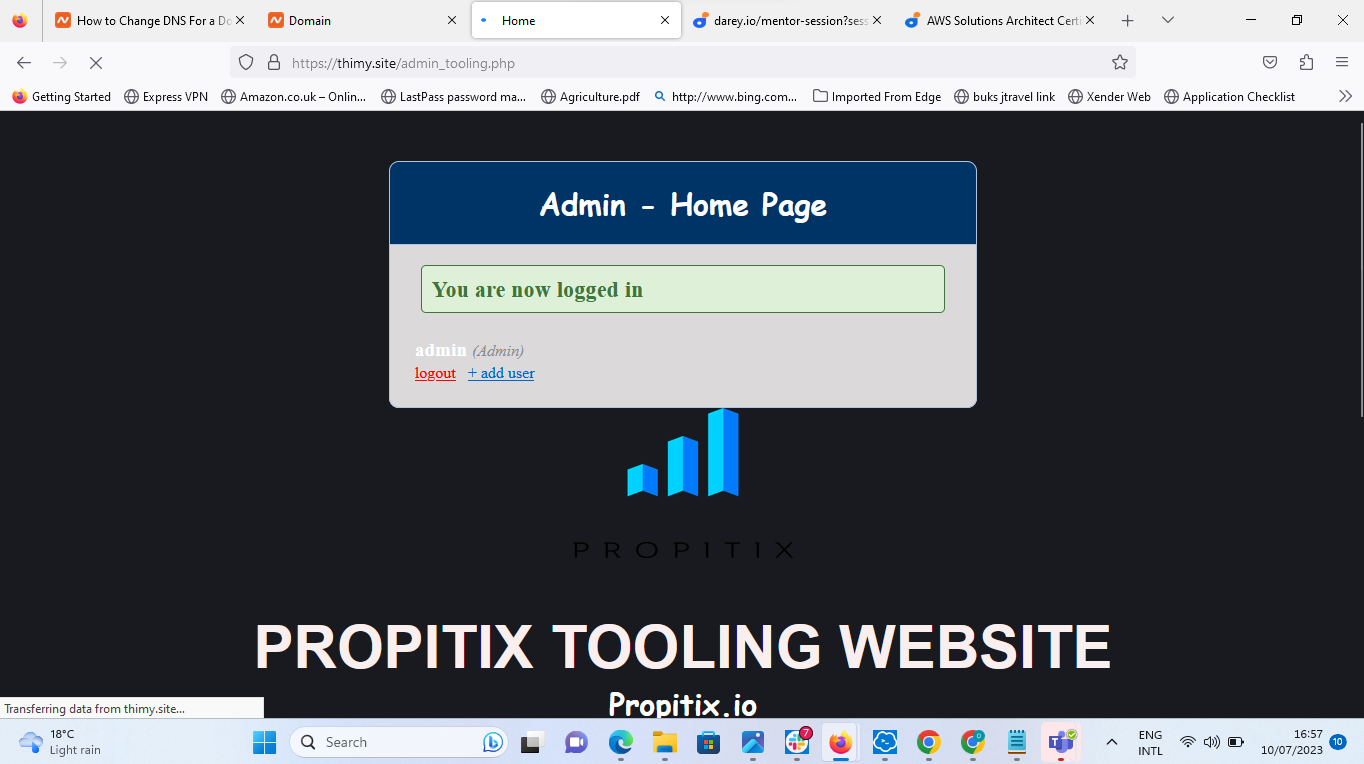 How to Change DNS For a Do
Domain
Home
darey.io/mentor-session?sess
AWS Solutions Architect Certi
https://thimy.site/admin_tooling.php
Getting Started
Express VPN
Amazon.co.uk – Onlin...
LastPass password ma...
Agriculture.pdf
http://www.bing.com...
Imported From Edge
buks jtravel link
Xender Web
Application Checklist
Admin - Home Page
You are now logged in
admin (Admin)
logout + add user
PROPITIX
PROPITIX TOOLING WEBSITE
Propitix.io
Transferring data from thimy.site...
18°C
Light rain
Search
7
ENG
INTL
16:57
10/07/2023
10